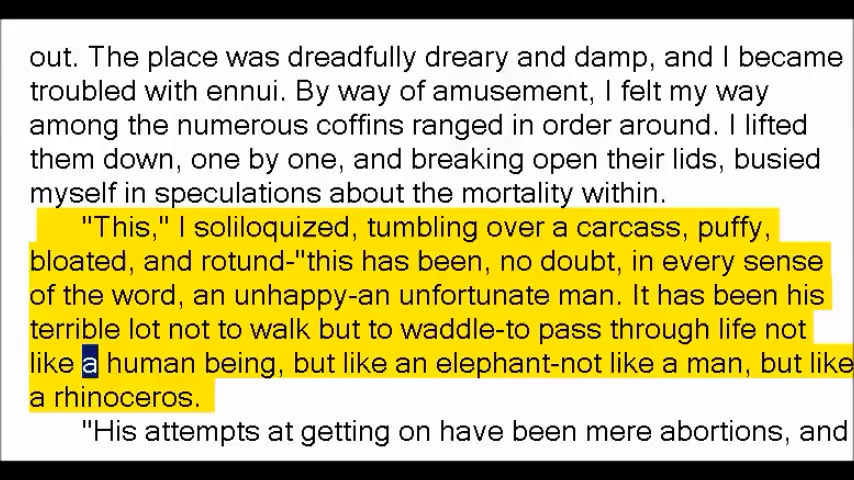 out. The place was dreadfully dreary and damp, and I became
troubled with ennui. By way of amusement, I felt my way
among the numerous coffins ranged in order around. I lifted
them down, one by one, and breaking open their lids, busied
myself in speculations about the mortality within.
"This," I soliloquized, tumbling over a carcass, puffy,
bloated, and rotund-"this has been, no doubt, in every sense
of the word, an unhappy-an unfortunate man. It has been his
terrible lot not to walk but to waddle-to pass through life not
like a human being, but like an elephant-not like a man, but like
a rhinoceros.
"His attempts at getting on have been mere abortions, and